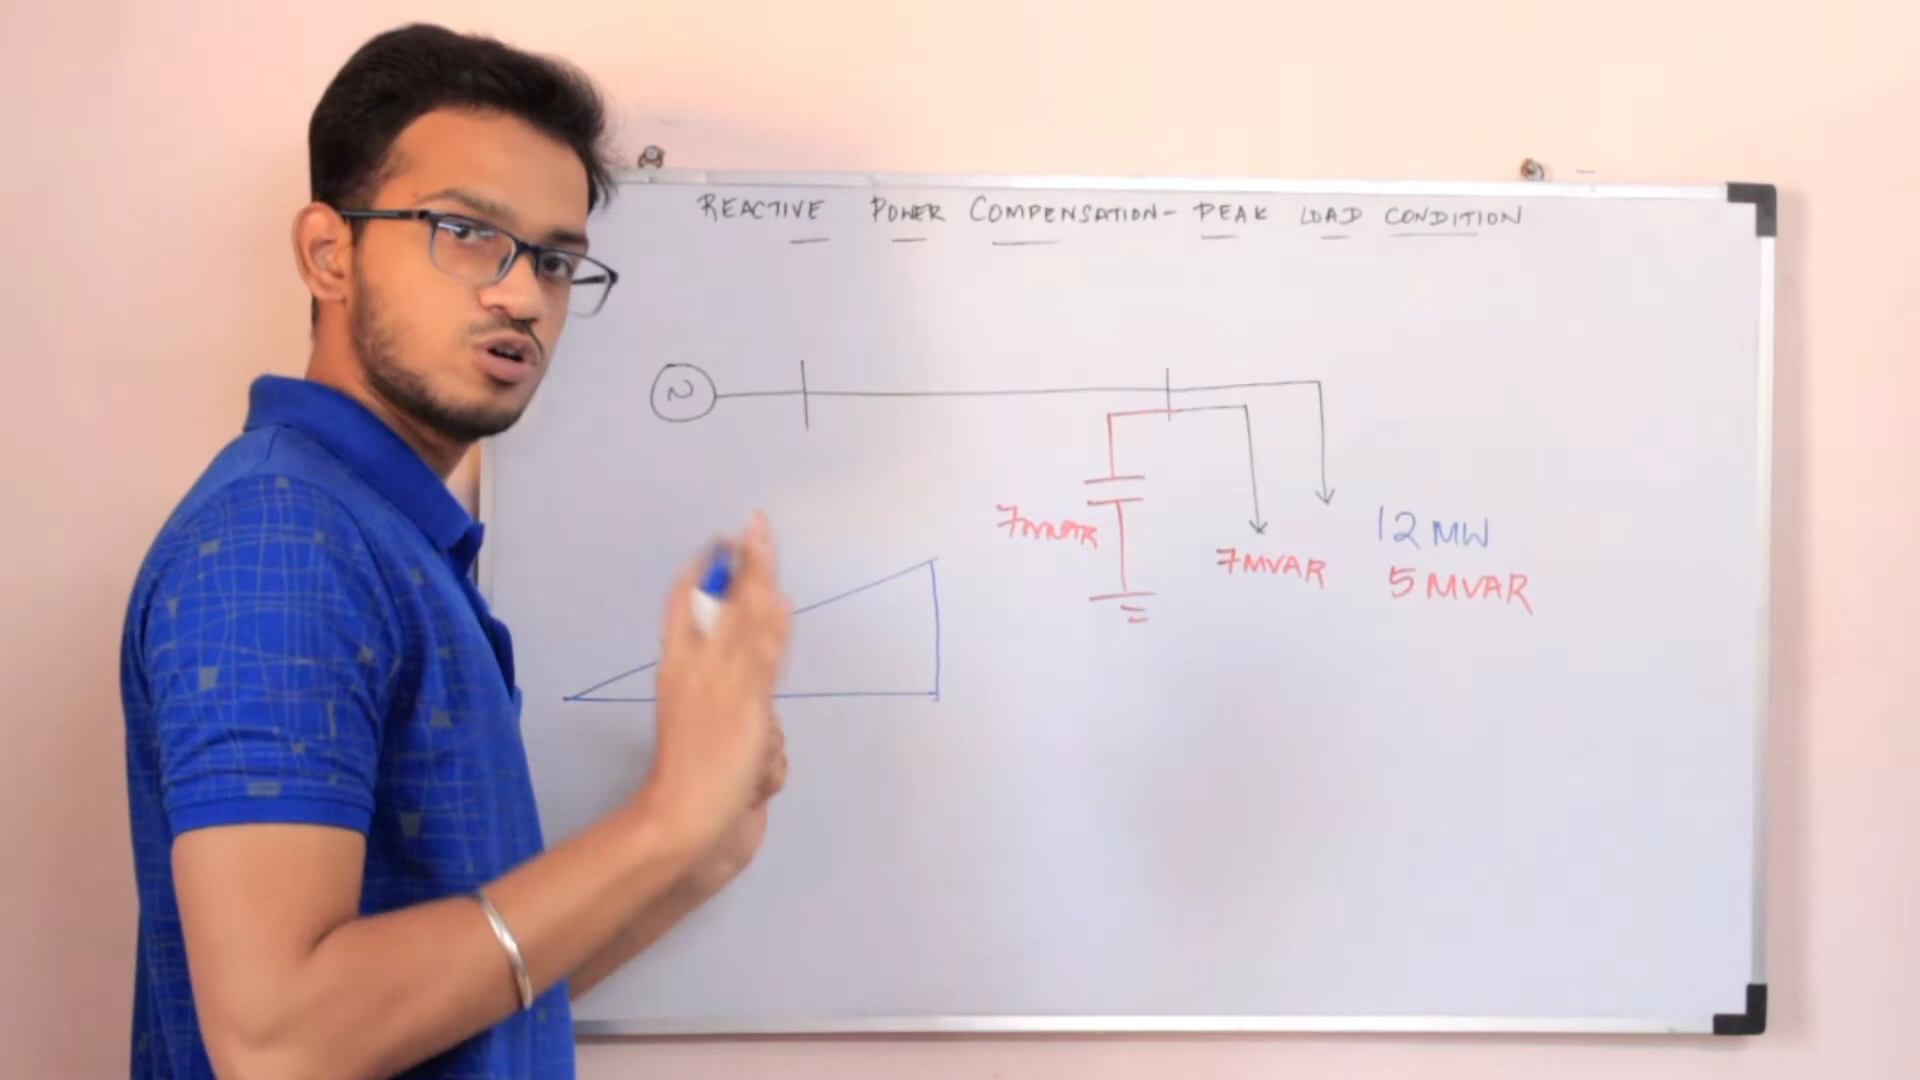 REACTIVE POWER COMPENSATION- PEAK LOAD CONDITION
N
7MVAR
7MVAR
12 MW
5 MVAR